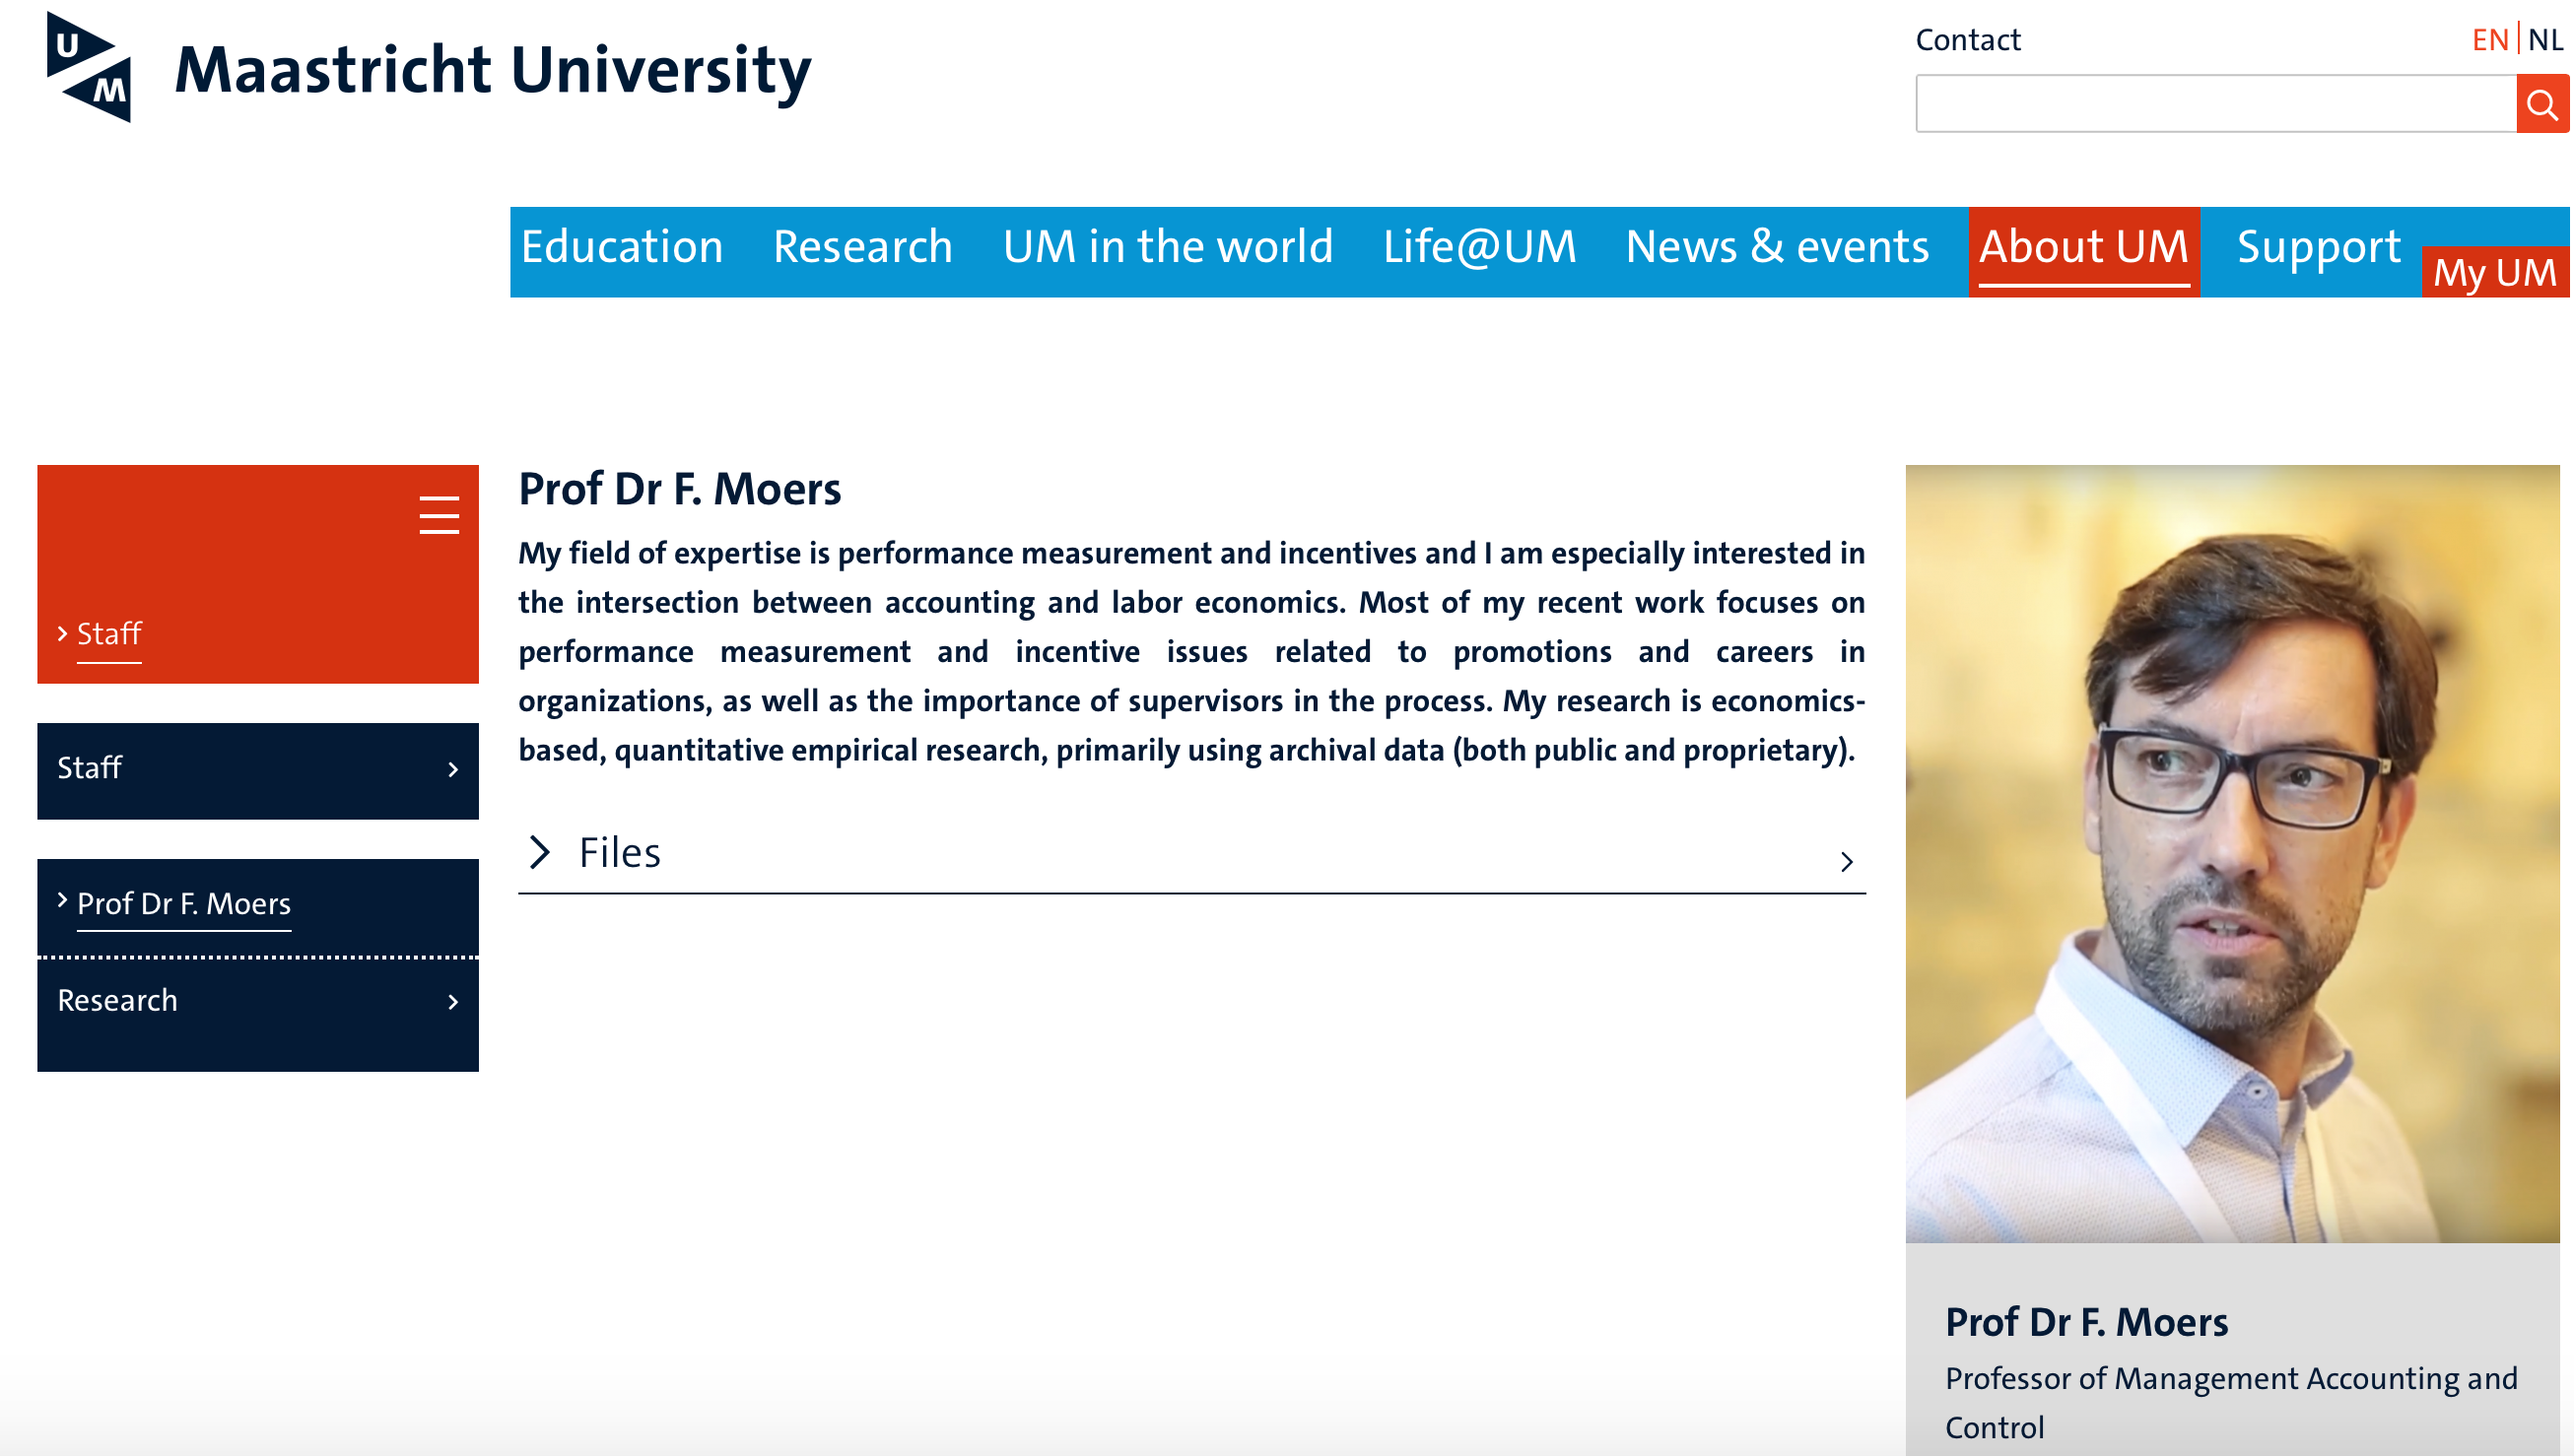 U
M
Maastricht University
Contact
EN | NL
Education Research UM in the world Life@UM News & events About UM Support My UM
Staff
Staff
Prof Dr F. Moers
Research
Prof Dr F. Moers
My field of expertise is performance measurement and incentives and I am especially interested in
the intersection between accounting and labor economics. Most of my recent work focuses on
performance measurement and incentive issues related to promotions and careers in
organizations, as well as the importance of supervisors in the process. My research is economics-
based, quantitative empirical research, primarily using archival data (both public and proprietary).
Files
Prof Dr F. Moers
Professor of Management Accounting and
Control